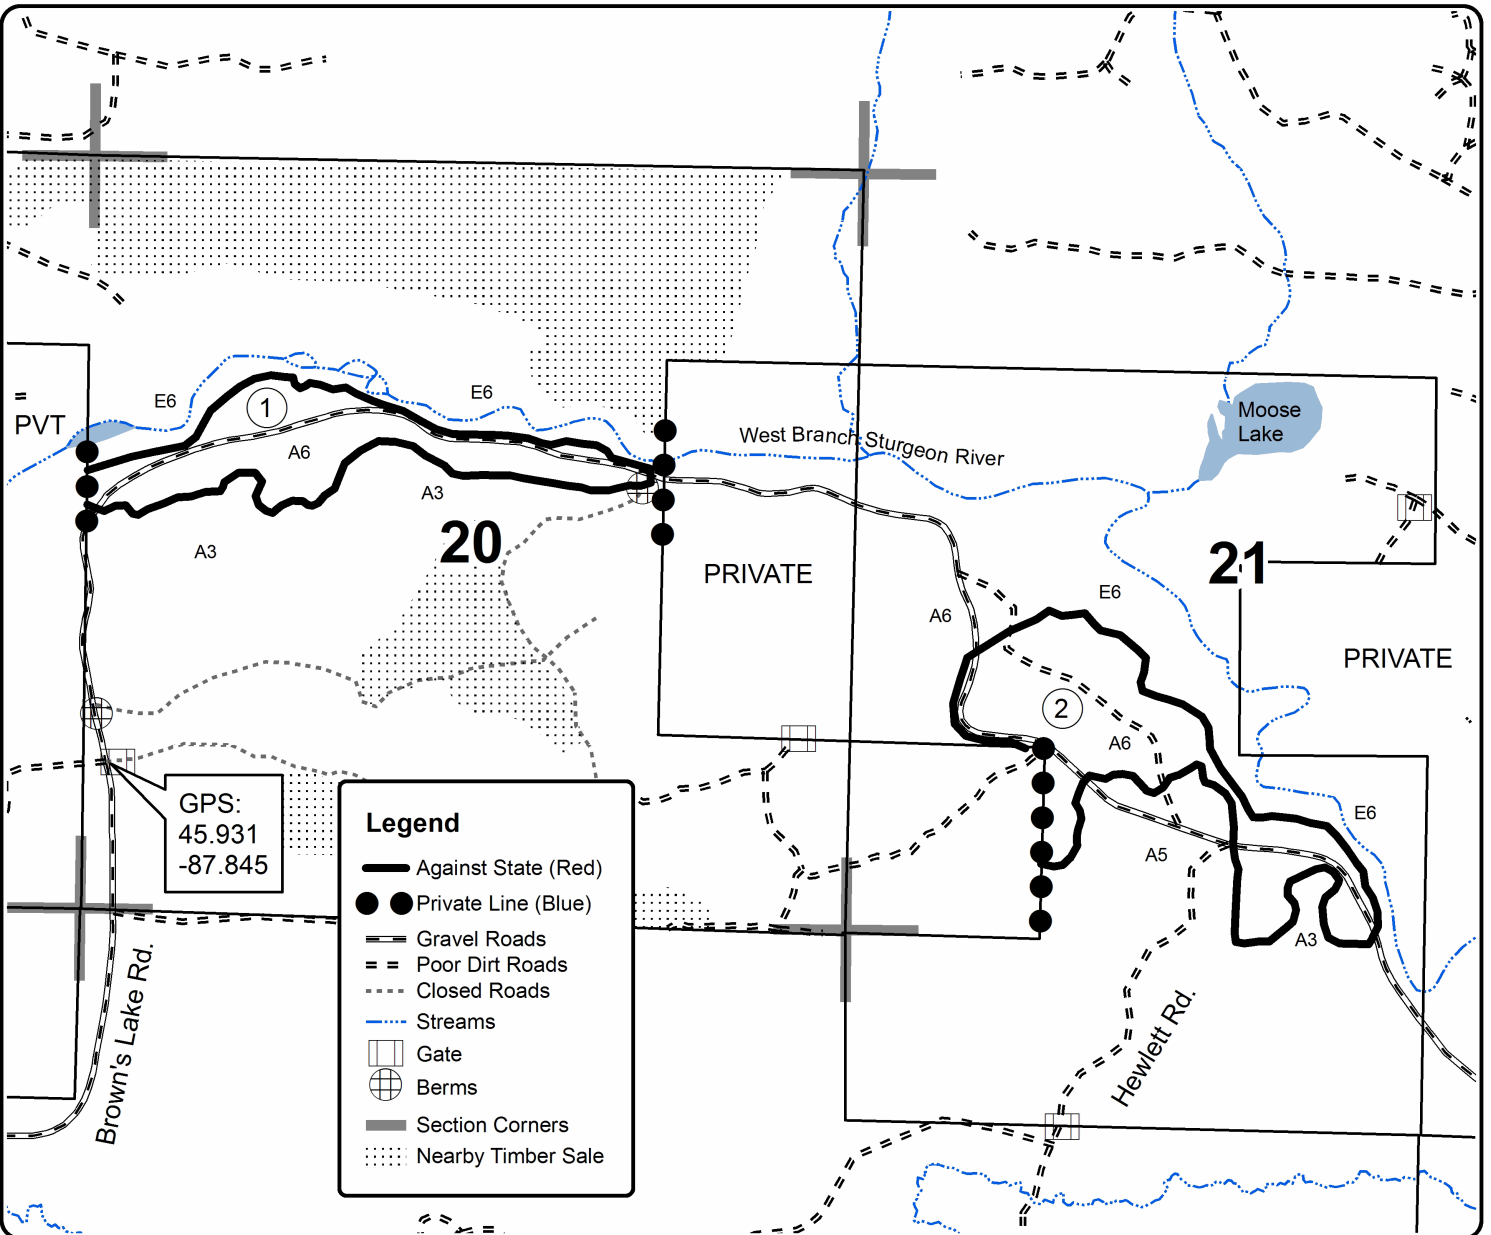 Moose
Lake
E6
E6
1
PVT
West Branch Sturgeon River
A6
A3
20
A3
21
PRIVATE
E6
A6
PRIVATE
2
A6
GPS:
45.931
-87.845
E6
A5
A3
Legend
Against State (Red)
Private Line (Blue)
Gravel Roads
Poor Dirt Roads
Closed Roads
Streams
Gate
Berms
Section Corners
Nearby Timber Sale
Brown's Lake Rd.
Hewlett Rd.